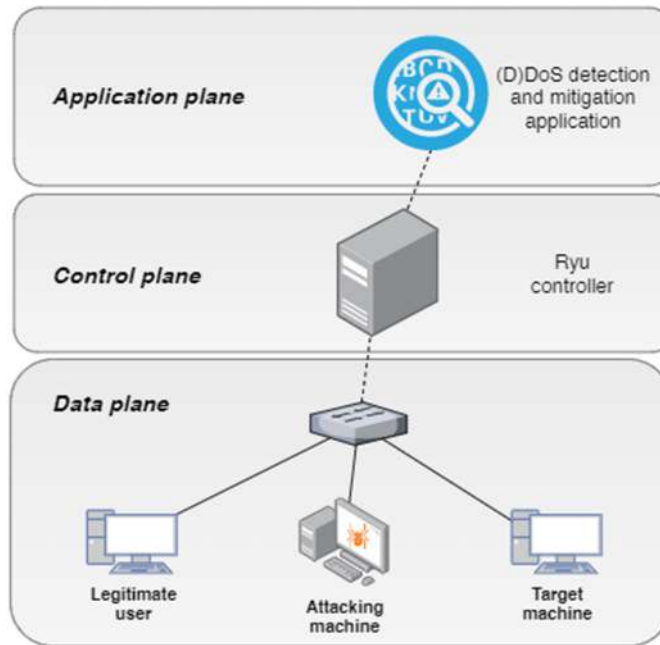 Application plane
(D)DoS detection
and mitigation
application
Control plane
Ryu
controller
Data plane
Legitimate
user
Attacking
machine
Target
machine